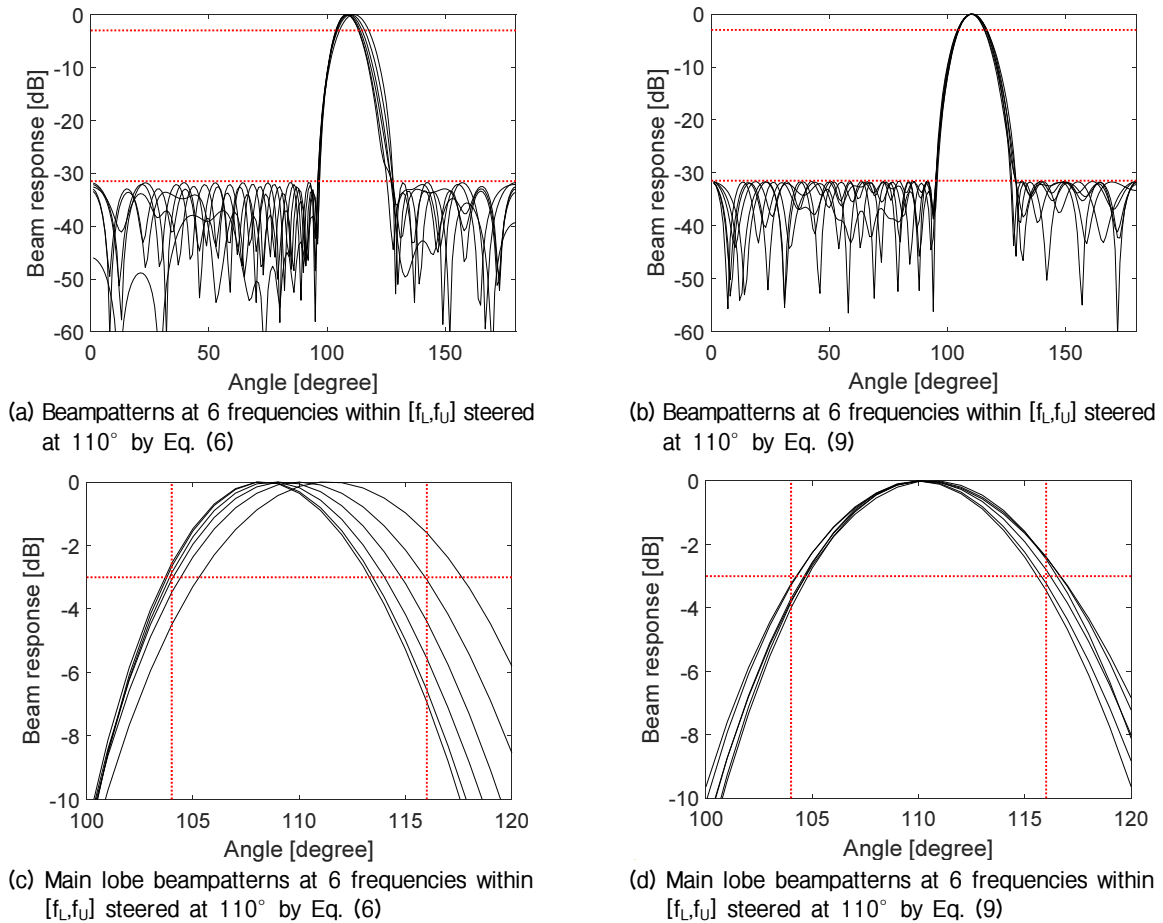 0
-10
-20
-30
-40
-50
-60
Beam response [dB]
0 50 100 150
Angle [degree]
(a) Beampatterns at 6 frequencies within [fL,fU] steered
at 110° by Eq. (6)
0
-10
-20
-30
-40
-50
-60
Beam response [dB]
0 50 100 150
Angle [degree]
(b) Beampatterns at 6 frequencies within [fL,fU] steered
at 110° by Eq. (9)
0
-2
-4
-6
-8
-10
Beam response [dB]
100 105 110 115 120
Angle [degree]
(c) Main lobe beampatterns at 6 frequencies within
[fL,fU] steered at 110° by Eq. (6)
0
-2
-4
-6
-8
-10
Beam response [dB]
100 105 110 115 120
Angle [degree]
(d) Main lobe beampatterns at 6 frequencies within
[fL,fU] steered at 110° by Eq. (9)